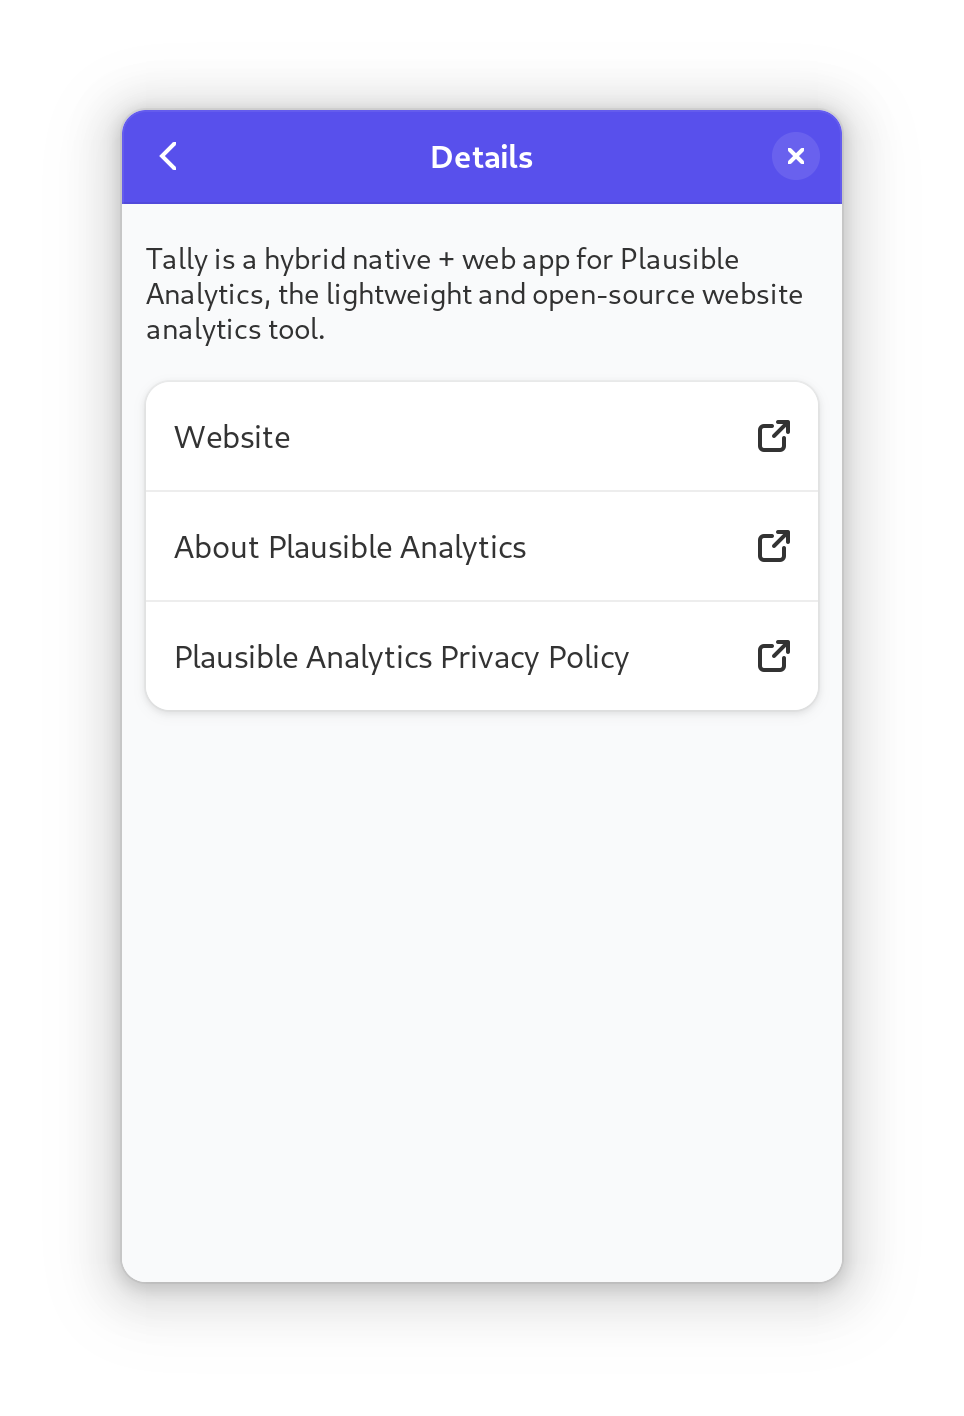 Details
Tally is a hybrid native + web app for Plausible
Analytics, the lightweight and open-source website
analytics tool.
Website
About Plausible Analytics
Plausible Analytics Privacy Policy